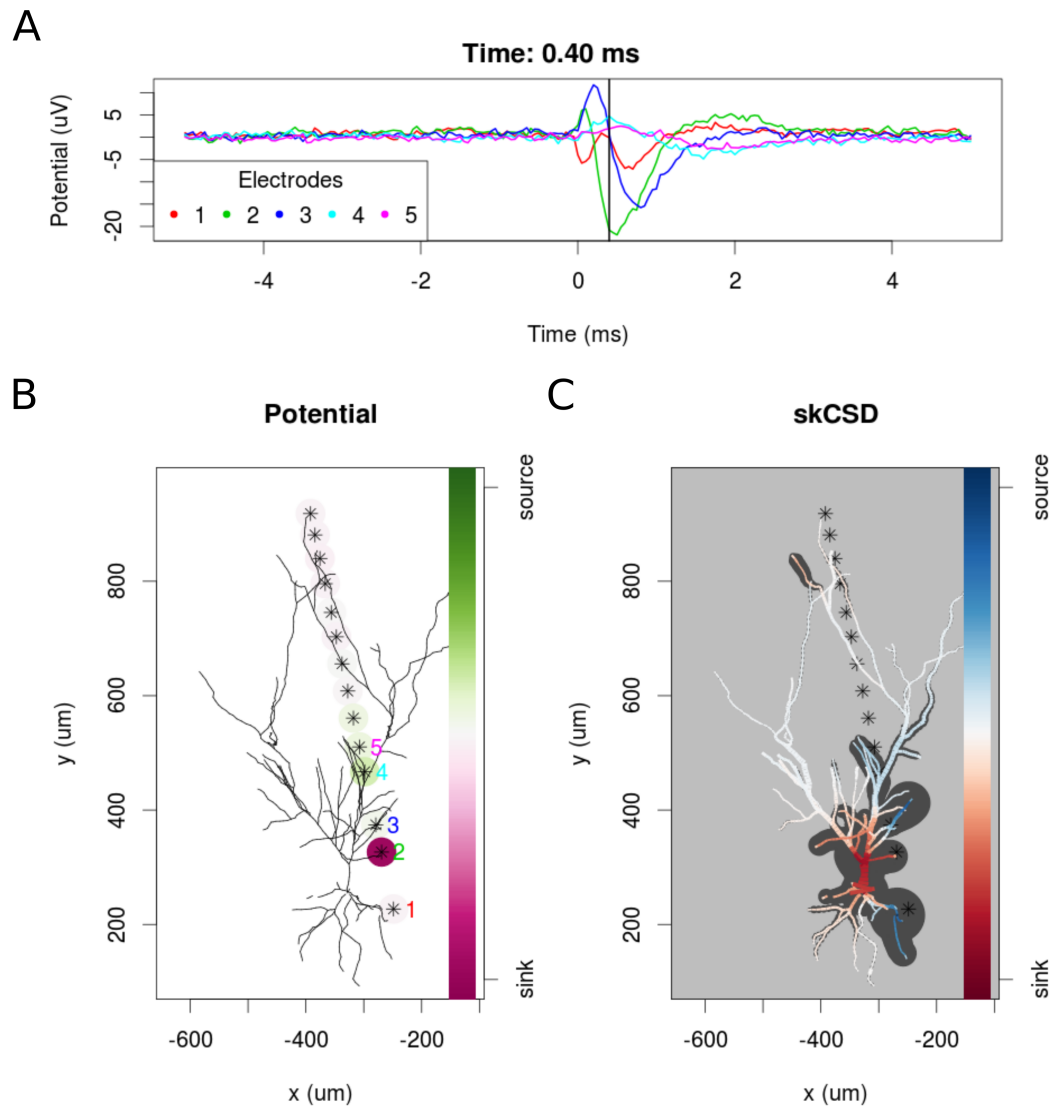 A
Time: 0.40 ms
Potential (uV)
5
-5
-20
Electrodes
1 2 3 4 5
-4 -2 0 2 4
Time (ms)
B
Potential
source
sink
y (um)
800
600
400
200
5
4
3
2
1
-600 -400 -200
x (um)
C
skCSD
source
sink
y (um)
800
600
400
200
-600 -400 -200
x (um)